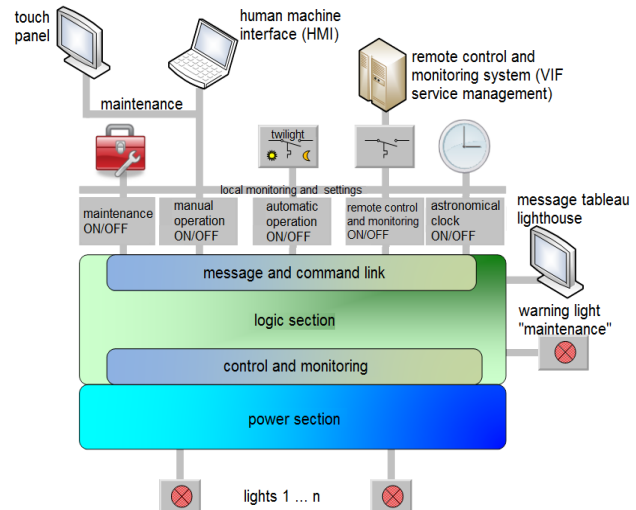 touch
panel
human machine
interface (HMI)
remote control and
monitoring system (VIF
service management)
maintenance
twilight
local monitoring and settings
maintenance
ON/OFF
manual
operation
ON/OFF
automatic
operation
ON/OFF
remote control
and monitoring
ON/OFF
astronomical
clock
ON/OFF
message tableau
lighthouse
message and command link
logic section
warning light
"maintenance"
control and monitoring
power section
lights 1 ... n